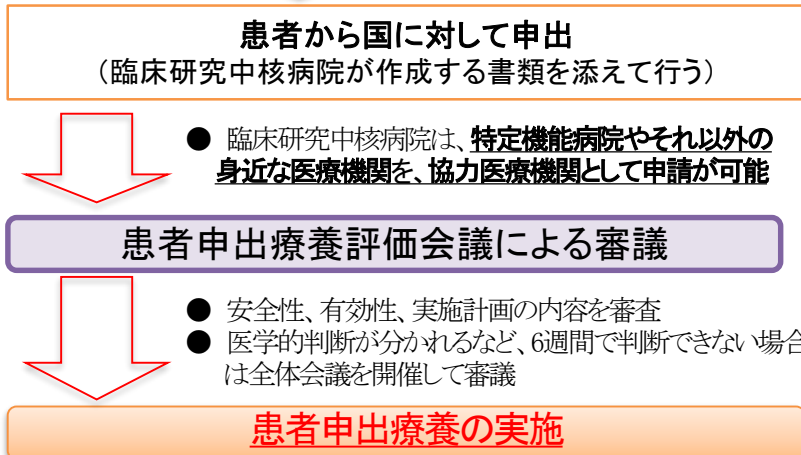 患者から国に対して申出
（臨床研究中核病院が作成する書類を添えて行う）
● 臨床研究中核病院は、特定機能病院やそれ以外の
身近な医療機関を、協力医療機関として申請が可能
患者申出療養評価会議による審議
● 安全性、有効性、実施計画の内容を審査
● 医学的判断が分かれるなど、6週間で判断できない場合
は全体会議を開催して審議
患者申出療養の実施